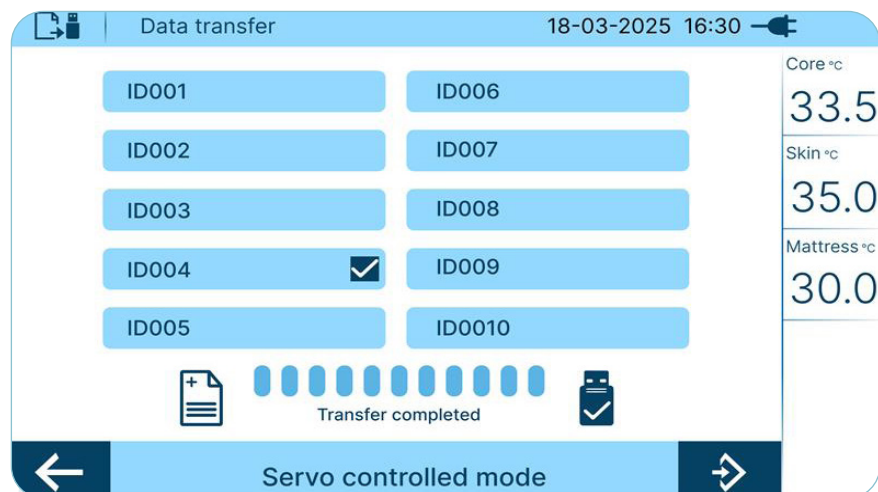 Data transfer 18-03-2025 16:30
Core °C
33.5
Skin °C
35.0
Mattress °C
30.0
ID001 ID006
ID002 ID007
ID003 ID008
ID004 ID009
ID005 ID0010
Transfer completed
Servo controlled mode